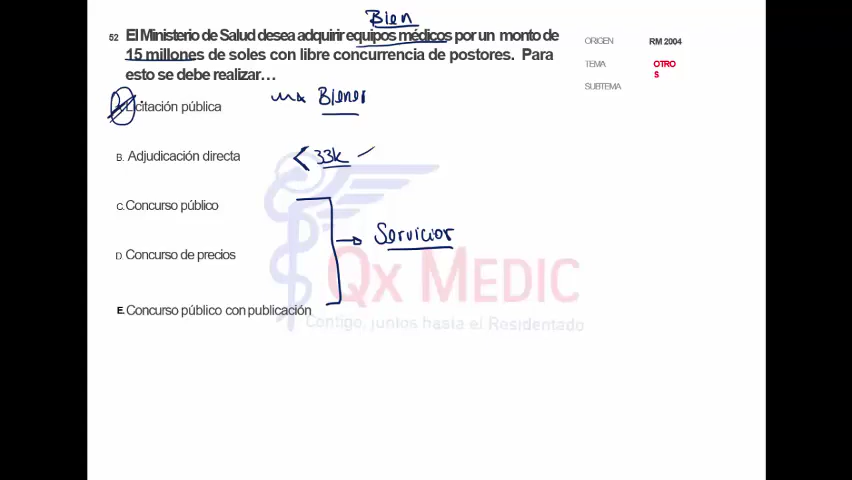 Bien
52 El Ministerio de Salud desea adquirir equipos médicos por un monto de
15 millones de soles con libre concurrencia de postores. Para
esto se debe realizar…
ORIGEN RM 2004
TEMA OTRO
S
SUBTEMA
Licitación pública Bienes
B. Adjudicación directa < 33k
C. Concurso público
Servicios
D. Concurso de precios
E. Concurso público con publicación
Qx MEDIC
Contigo, juntos hasta el Residentado